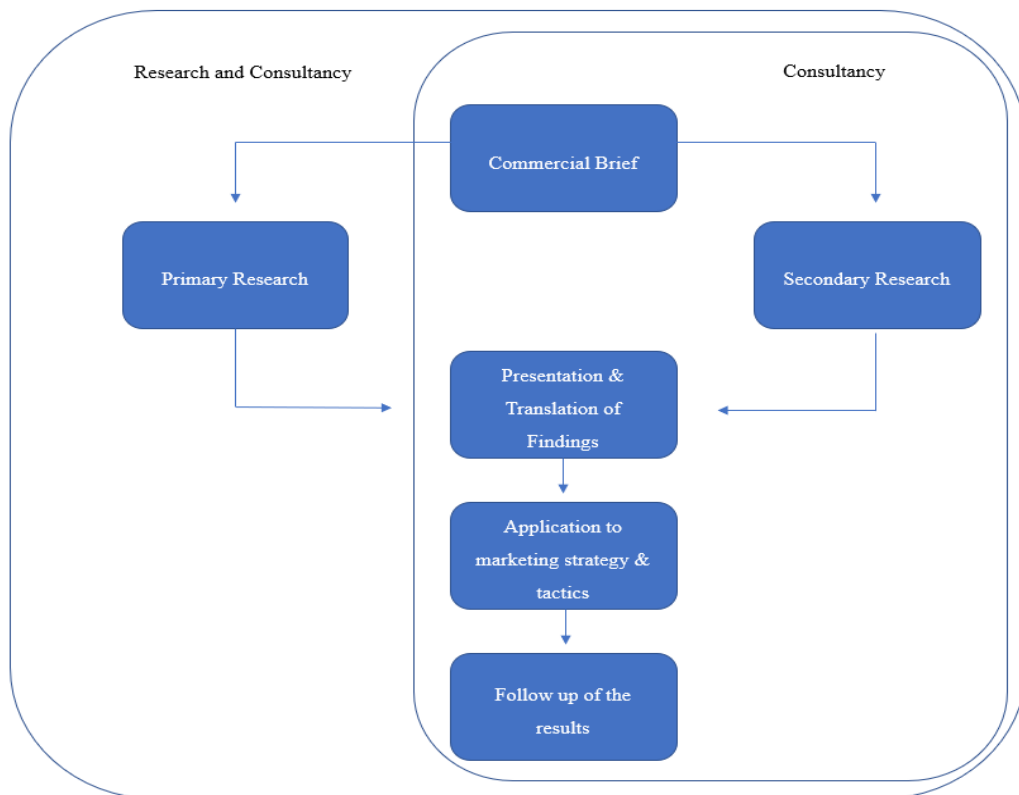 Research and Consultancy
Consultancy
Commercial Brief
Primary Research
Secondary Research
Presentation &
Translation of
Findings
Application to
marketing strategy &
tactics
Follow up of the
results